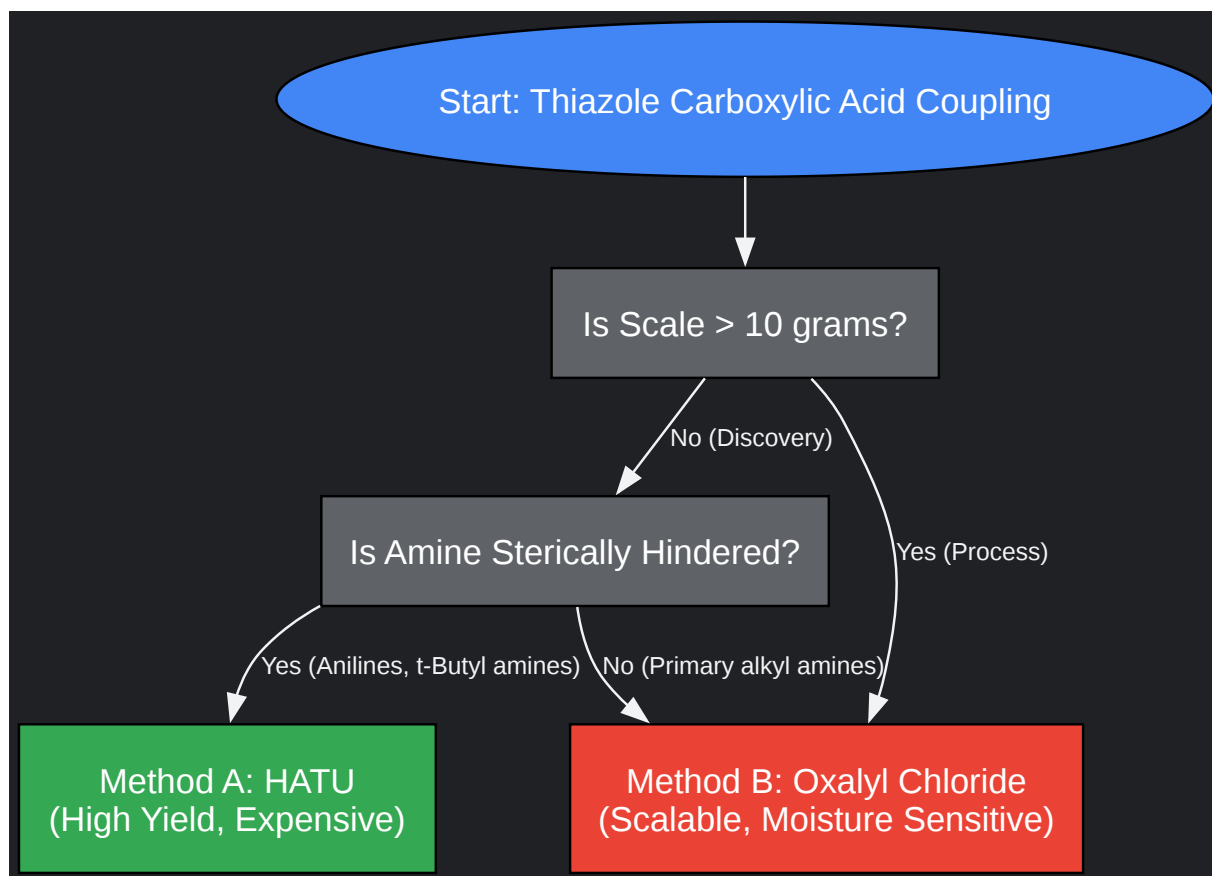 Start: Thiazole Carboxylic Acid Coupling
Is Scale > 10 grams?
No (Discovery)
Is Amine Sterically Hindered?
Yes (Process)
Yes (Anilines, t-Butyl amines)
No (Primary alkyl amines)
Method A: HATU
(High Yield, Expensive)
Method B: Oxalyl Chloride
(Scalable, Moisture Sensitive)